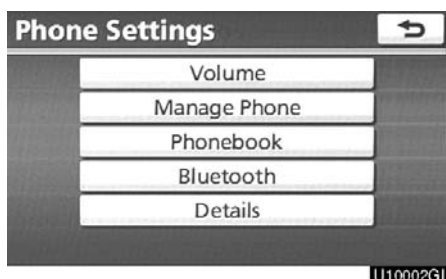 Phone Settings
Volume
Manage Phone
Phonebook
Bluetooth
Details
U10002GI